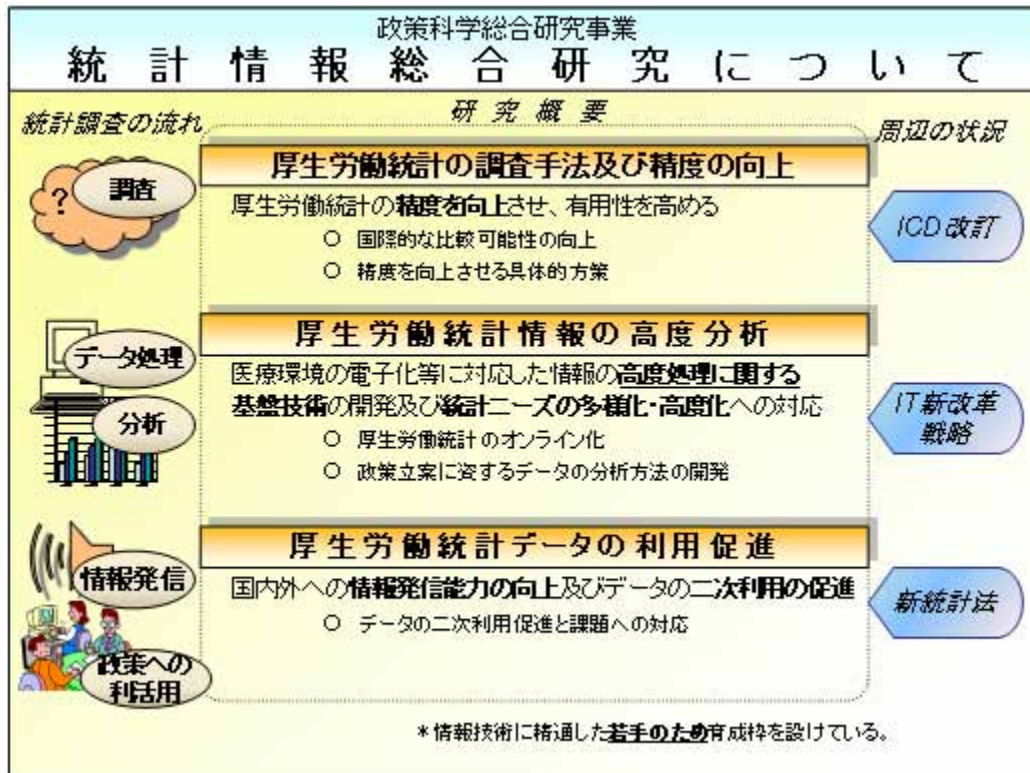 政策科学総合研究事業
統計情報総合研究について
統計調査の流れ
研究概要
周辺の状況
?
調査
厚生労働統計の調査手法及び精度の向上
厚生労働統計の精度を向上させ、有用性を高める
○ 国際的な比較可能性の向上
○ 精度を向上させる具体的方策
ICD改訂
データ処理
分析
厚生労働統計情報の高度分析
医療環境の電子化等に対応した情報の高度処理に関する
基盤技術の開発及び統計ニーズの多様化・高度化への対応
○ 厚生労働統計のオンライン化
○ 政策立案に資するデータの分析方法の開発
IT新改革
戦略
情報発信
政策への
利活用
厚生労働統計データの利用促進
国内外への情報発信能力の向上及びデータの二次利用の促進
○ データの二次利用促進と課題への対応
新統計法
*情報技術に精通した若手のため育成枠を設けている。